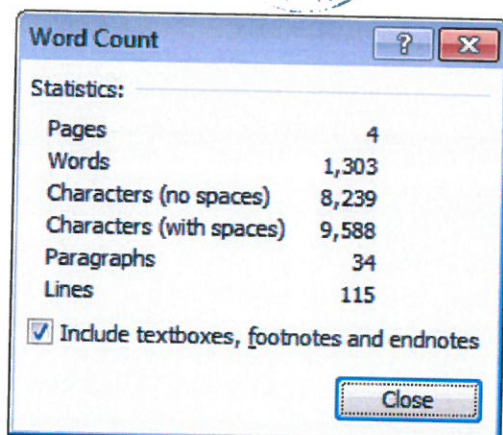 Word Count
Statistics:
Pages 4
Words 1,303
Characters (no spaces) 8,239
Characters (with spaces) 9,588
Paragraphs 34
Lines 115
Include textboxes, footnotes and endnotes
Close